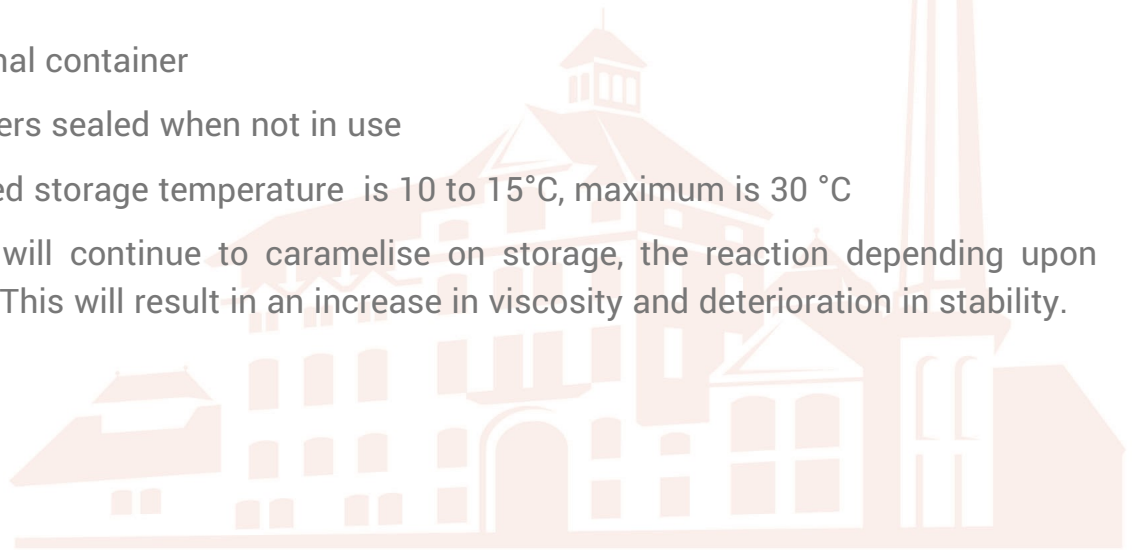 nal container
ers sealed when not in use
ed storage temperature  is 10 to 15°C, maximum is 30 °C
will continue to caramelise on storage, the reaction depending upon
This will result in an increase in viscosity and deterioration in stability.